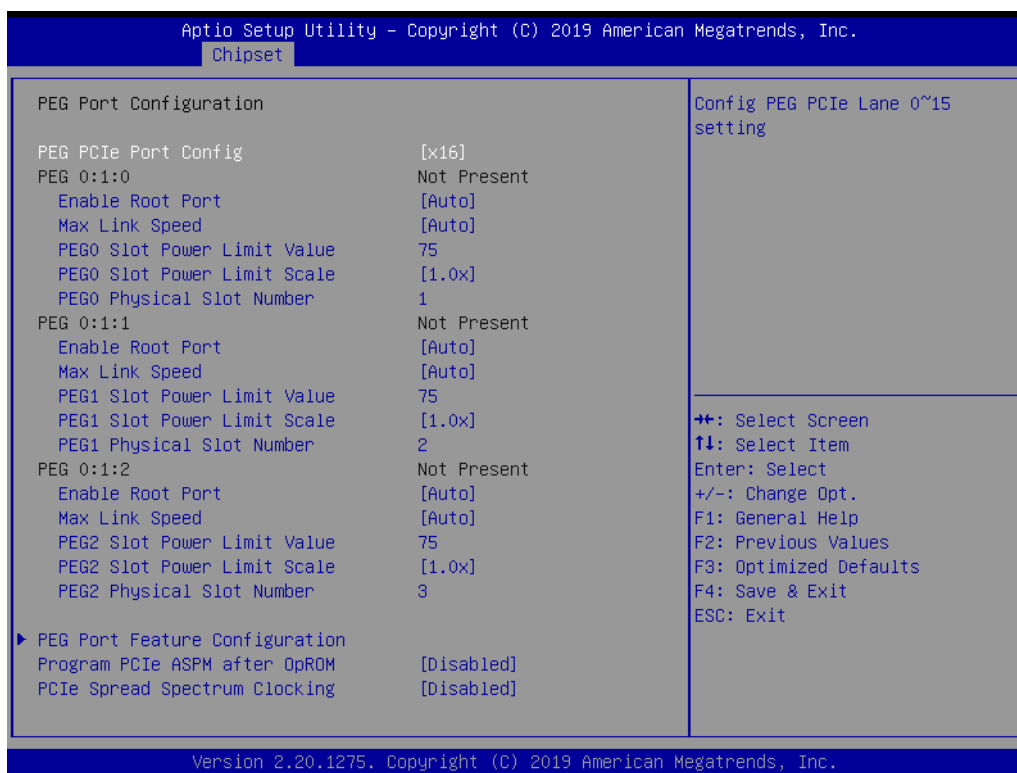 Aptio Setup Utility – Copyright (C) 2019 American Megatrends, Inc.
Chipset
PEG Port Configuration
PEG PCIe Port Config [x16]
PEG 0:1:0 Not Present
Enable Root Port [Auto]
Max Link Speed [Auto]
PEG0 Slot Power Limit Value 75
PEG0 Slot Power Limit Scale [1.0x]
PEG0 Physical Slot Number 1
PEG 0:1:1 Not Present
Enable Root Port [Auto]
Max Link Speed [Auto]
PEG1 Slot Power Limit Value 75
PEG1 Slot Power Limit Scale [1.0x]
PEG1 Physical Slot Number 2
PEG 0:1:2 Not Present
Enable Root Port [Auto]
Max Link Speed [Auto]
PEG2 Slot Power Limit Value 75
PEG2 Slot Power Limit Scale [1.0x]
PEG2 Physical Slot Number 3
PEG Port Feature Configuration
Program PCIe ASPM after OpROM [Disabled]
PCIe Spread Spectrum Clocking [Disabled]
Config PEG PCIe Lane 0~15
setting
→←: Select Screen
↑↓: Select Item
Enter: Select
+/-: Change Opt.
F1: General Help
F2: Previous Values
F3: Optimized Defaults
F4: Save & Exit
ESC: Exit
Version 2.20.1275. Copyright (C) 2019 American Megatrends, Inc.